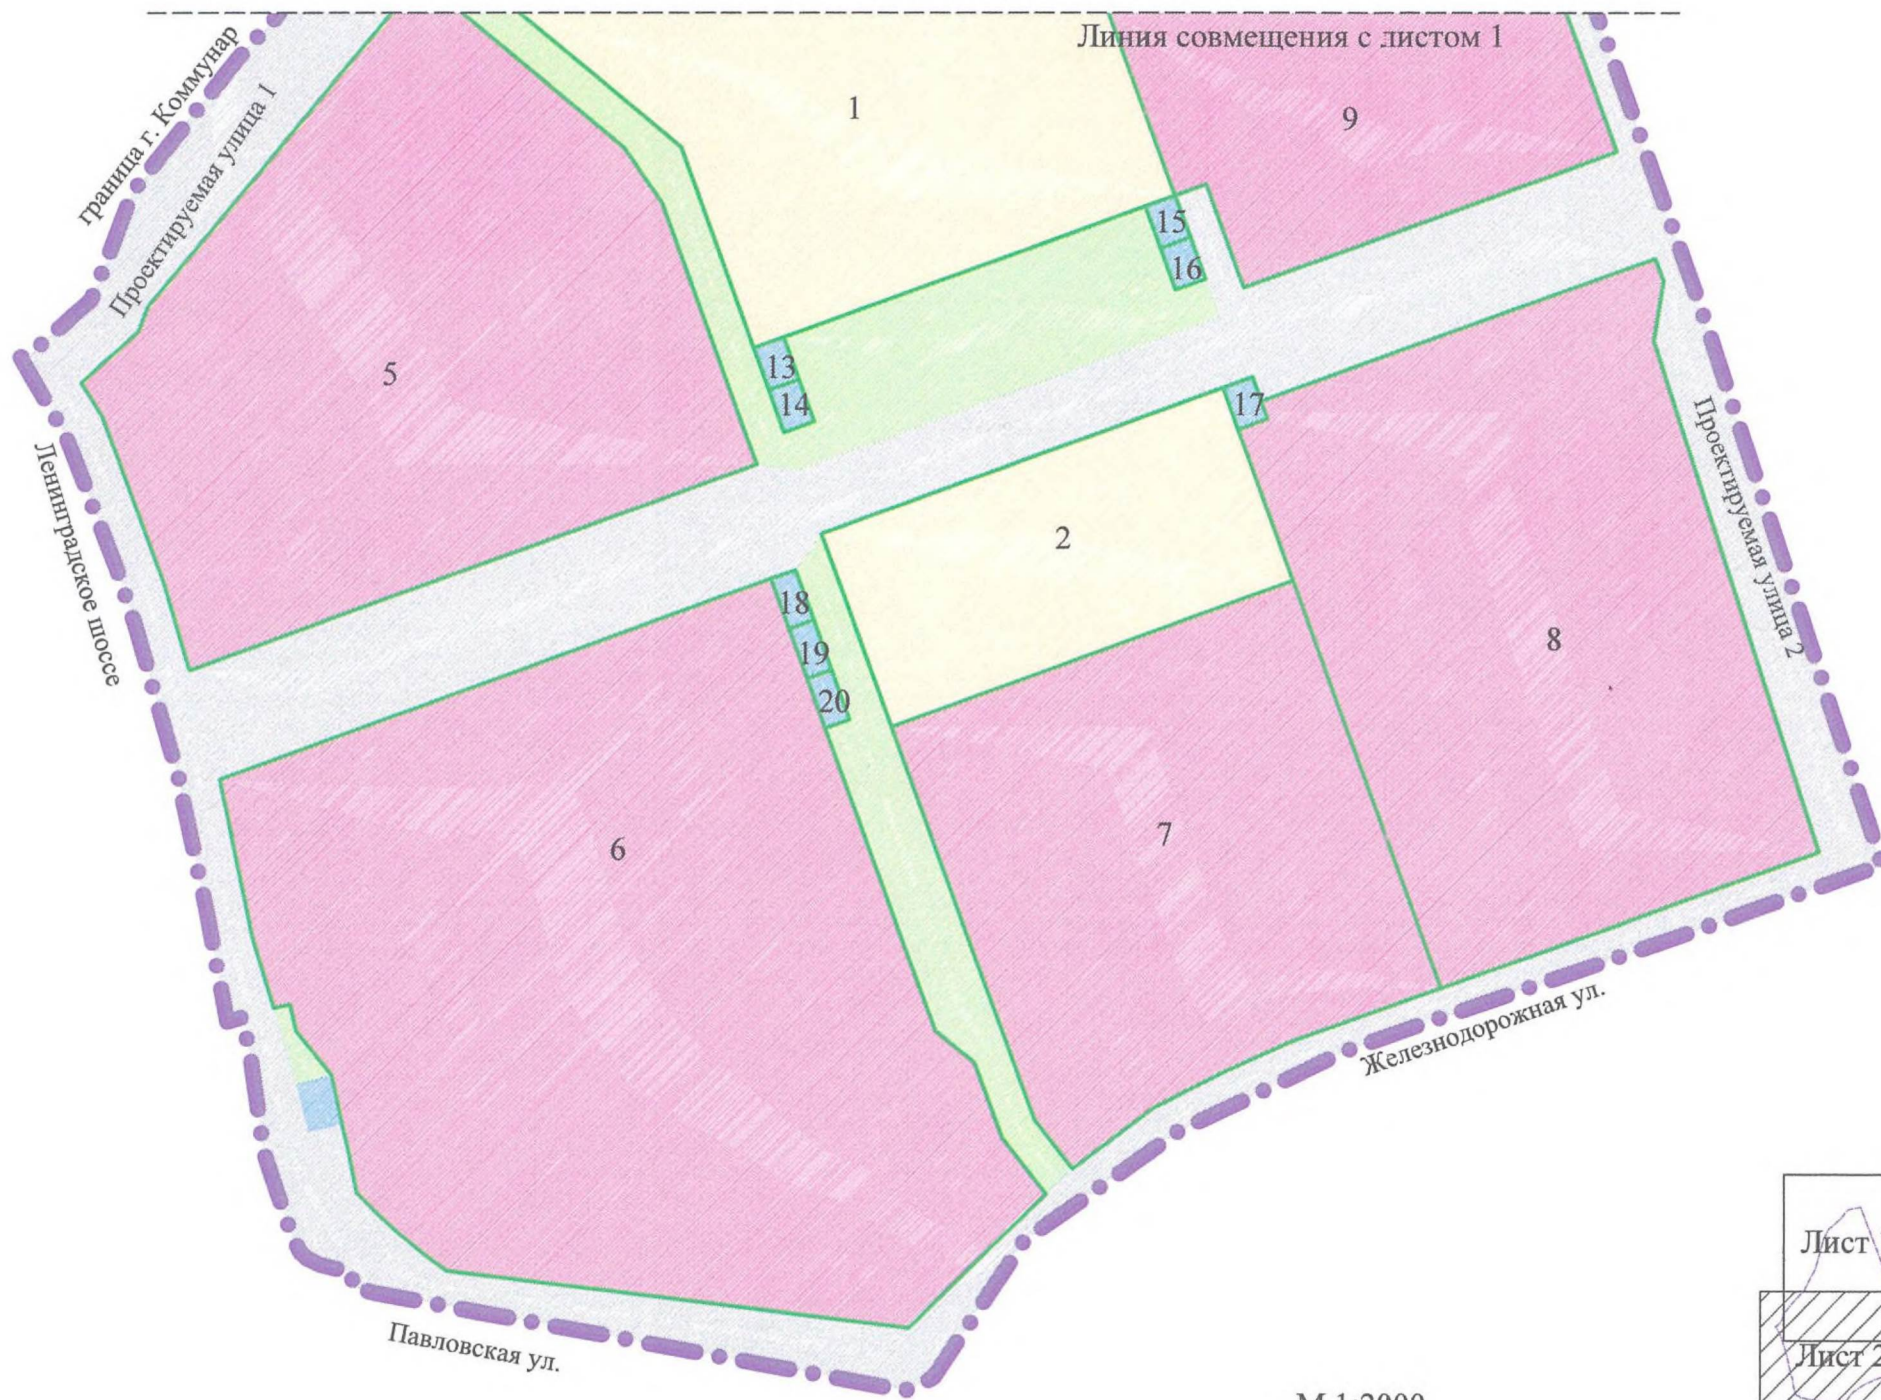 Линия совмещения с листом 1
граница г. Коммунар
Проектируемая улица 1
1
9
15
16
13
14
5
17
Ленинградское шоссе
Проектируемая улица 2
2
18
19
20
8
6
7
Железнодорожная ул.
Павловская ул.
Лист
Лист 2